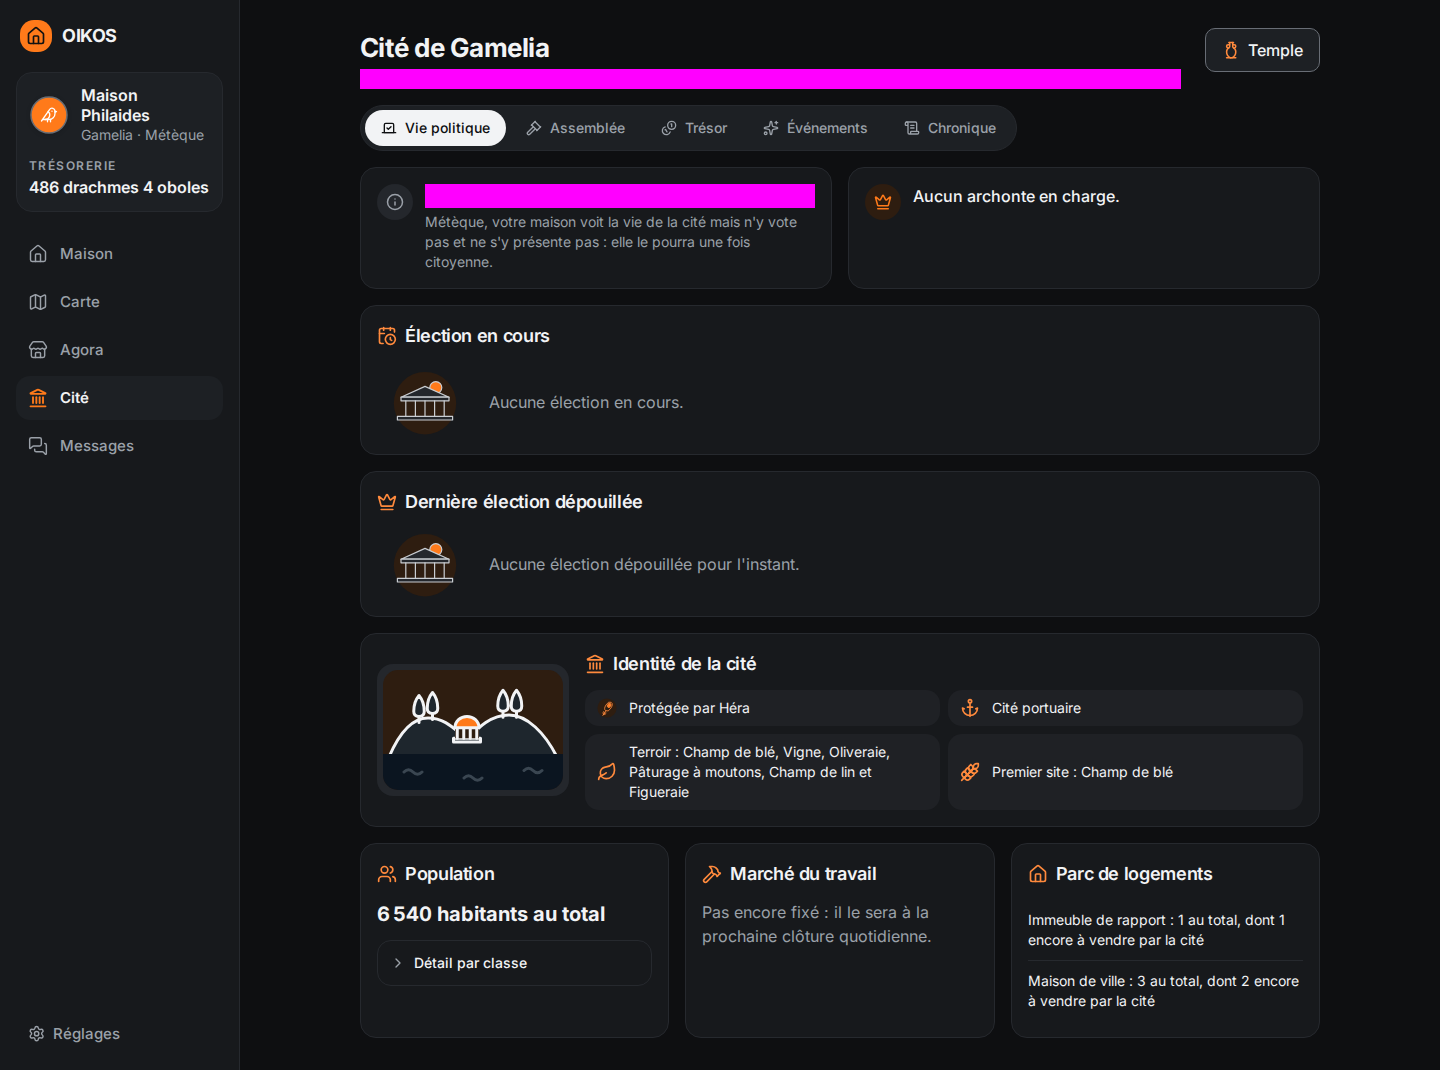 OIKOS
Maison
Philaides
Gamelia · Métèque
TRÉSORERIE
486 drachmes 4 oboles
Maison
Carte
Agora
Cité
Messages
Réglages
Cité de Gamelia
Temple
Vie politique
Assemblée
Trésor
Événements
Chronique
Métèque, votre maison voit la vie de la cité mais n'y vote
pas et ne s'y présente pas : elle le pourra une fois
citoyenne.
Aucun archonte en charge.
Élection en cours
Aucune élection en cours.
Dernière élection dépouillée
Aucune élection dépouillée pour l'instant.
Identité de la cité
Protégée par Héra
Cité portuaire
Terroir : Champ de blé, Vigne, Oliveraie,
Pâturage à moutons, Champ de lin et
Figueraie
Premier site : Champ de blé
Population
6 540 habitants au total
Détail par classe
Marché du travail
Pas encore fixé : il le sera à la
prochaine clôture quotidienne.
Parc de logements
Immeuble de rapport : 1 au total, dont 1
encore à vendre par la cité
Maison de ville : 3 au total, dont 2 encore
à vendre par la cité